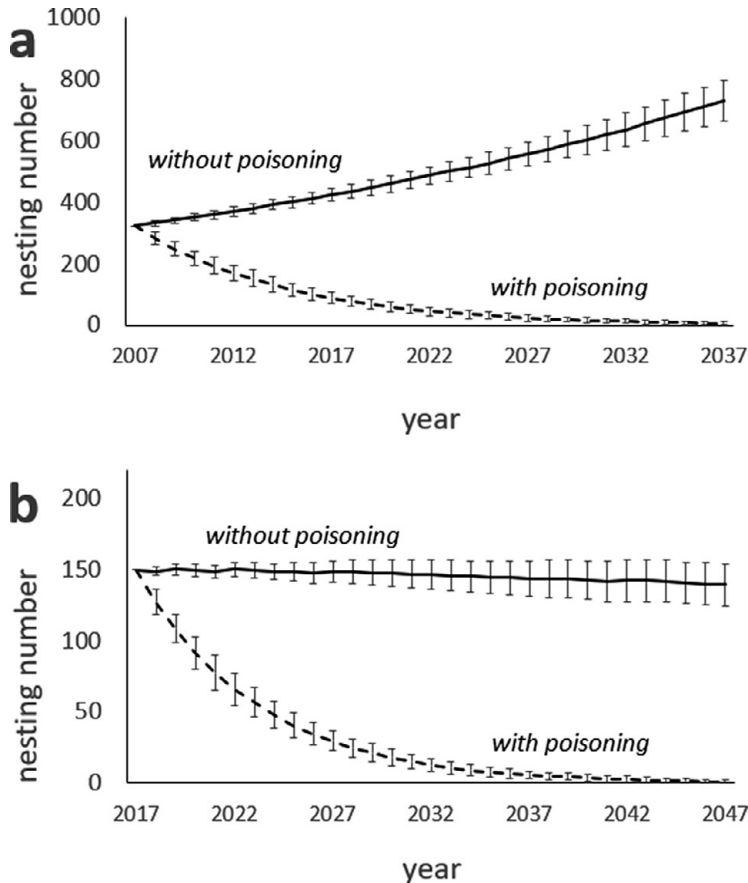 a
1000
800
600
400
200
0
without poisoning
with poisoning
nesting number
2007 2012 2017 2022 2027 2032 2037
year
b
200
150
100
50
0
without poisoning
with poisoning
nesting number
2017 2022 2027 2032 2037 2042 2047
year